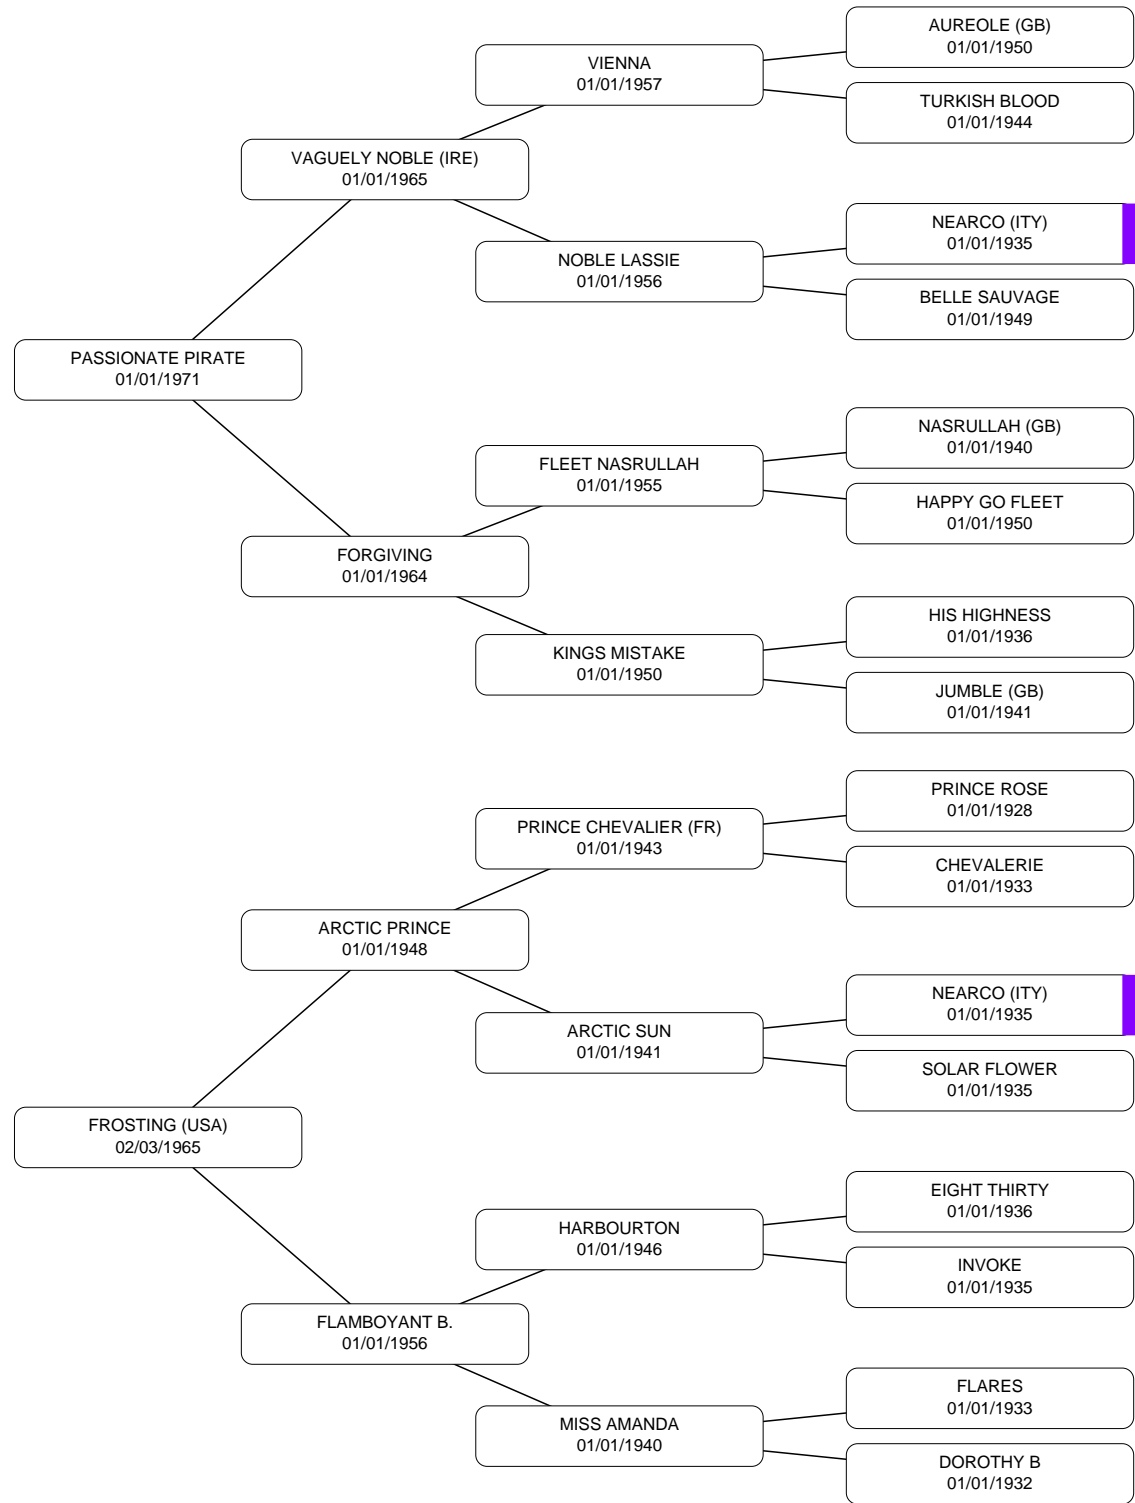 AUREOLE (GB)
01/01/1950
VIENNA
01/01/1957
TURKISH BLOOD
01/01/1944
VAGUELY NOBLE (IRE)
01/01/1965
NEARCO (ITY)
01/01/1935
NOBLE LASSIE
01/01/1956
BELLE SAUVAGE
01/01/1949
PASSIONATE PIRATE
01/01/1971
NASRULLAH (GB)
01/01/1940
FLEET NASRULLAH
01/01/1955
HAPPY GO FLEET
01/01/1950
FORGIVING
01/01/1964
HIS HIGHNESS
01/01/1936
KINGS MISTAKE
01/01/1950
JUMBLE (GB)
01/01/1941
PRINCE ROSE
01/01/1928
PRINCE CHEVALIER (FR)
01/01/1943
CHEVALERIE
01/01/1933
ARCTIC PRINCE
01/01/1948
NEARCO (ITY)
01/01/1935
ARCTIC SUN
01/01/1941
SOLAR FLOWER
01/01/1935
FROSTING (USA)
02/03/1965
EIGHT THIRTY
01/01/1936
HARBOURTON
01/01/1946
INVOKE
01/01/1935
FLAMBOYANT B.
01/01/1956
FLARES
01/01/1933
MISS AMANDA
01/01/1940
DOROTHY B
01/01/1932